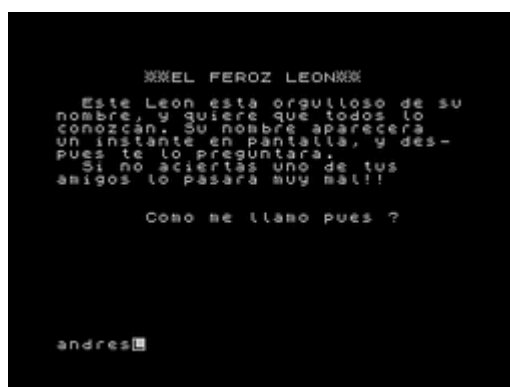 ※※EL FEROZ LEON※※
Este Leon esta orgulloso de su
nombre, y quiere que todos lo
conozcan. Su nombre aparecera
un instante en pantalla, y des-
pues te lo preguntara.
Si no aciertas uno de tus
amigos lo pasara muy mal!!
Como me llamo pues ?
andresL